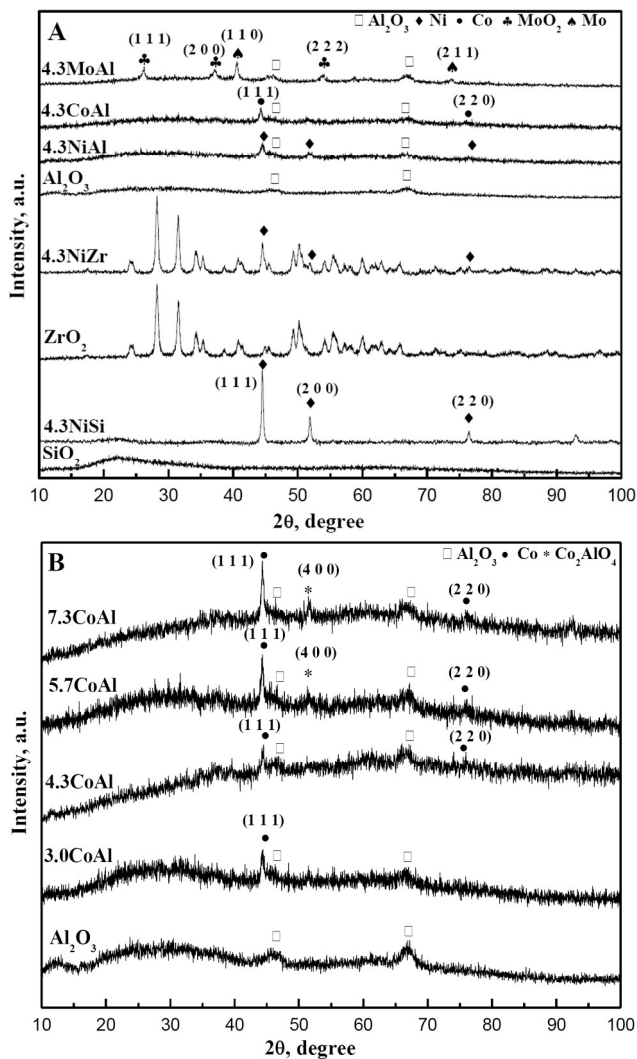 A
□ Al₂O₃ ♦ Ni ● Co ♣ MoO₂ ♠ Mo
(1 1 1)
(2 0 0)
(1 1 0)
(2 2 2)
(2 1 1)
4.3MoAl
(1 1 1)
(2 2 0)
4.3CoAl
4.3NiAl
Al₂O₃
4.3NiZr
ZrO₂
(1 1 1)
(2 0 0)
(2 2 0)
4.3NiSi
SiO₂
Intensity, a.u.
10 20 30 40 50 60 70 80 90 100
2θ, degree
B
□ Al₂O₃ ● Co * Co₂AlO₄
(1 1 1)
(4 0 0)
(2 2 0)
7.3CoAl
(1 1 1)
(4 0 0)
(2 2 0)
5.7CoAl
(1 1 1)
(2 2 0)
4.3CoAl
(1 1 1)
3.0CoAl
Al₂O₃
Intensity, a.u.
10 20 30 40 50 60 70 80 90 100
2θ, degree